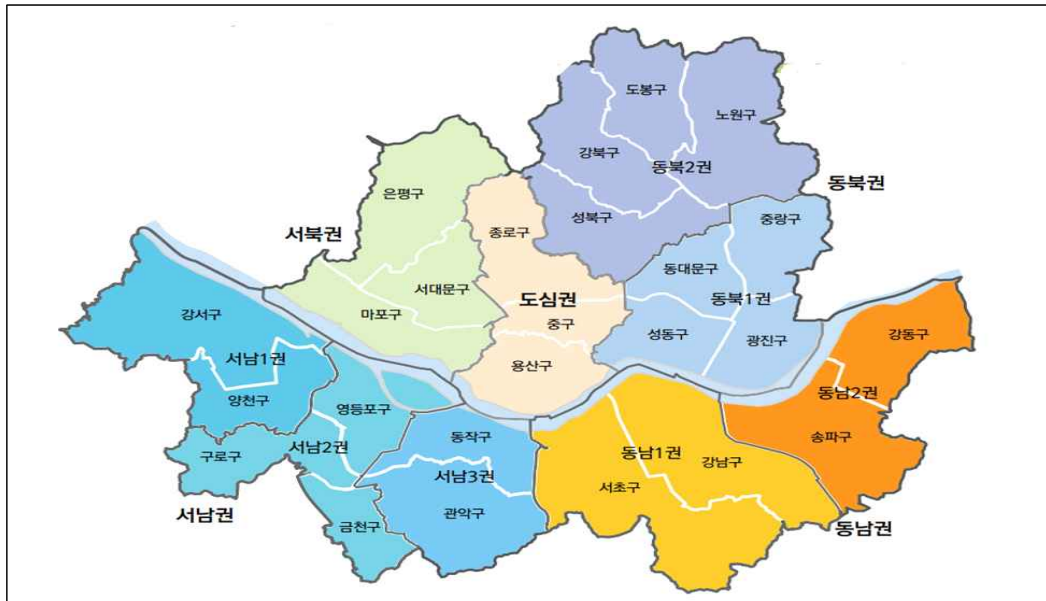 도봉구
노원구
강북구
동북2권
동북권
은평구
성북구
중랑구
서북권
종로구
동대문구
서대문구
도심권
동북1권
강서구
마포구
중구
성동구
광진구
강동구
서남1권
용산구
동남2권
양천구
영등포구
송파구
동작구
구로구
서남2권
동남1권
강남구
서남3권
서초구
서남권
금천구
관악구
동남권